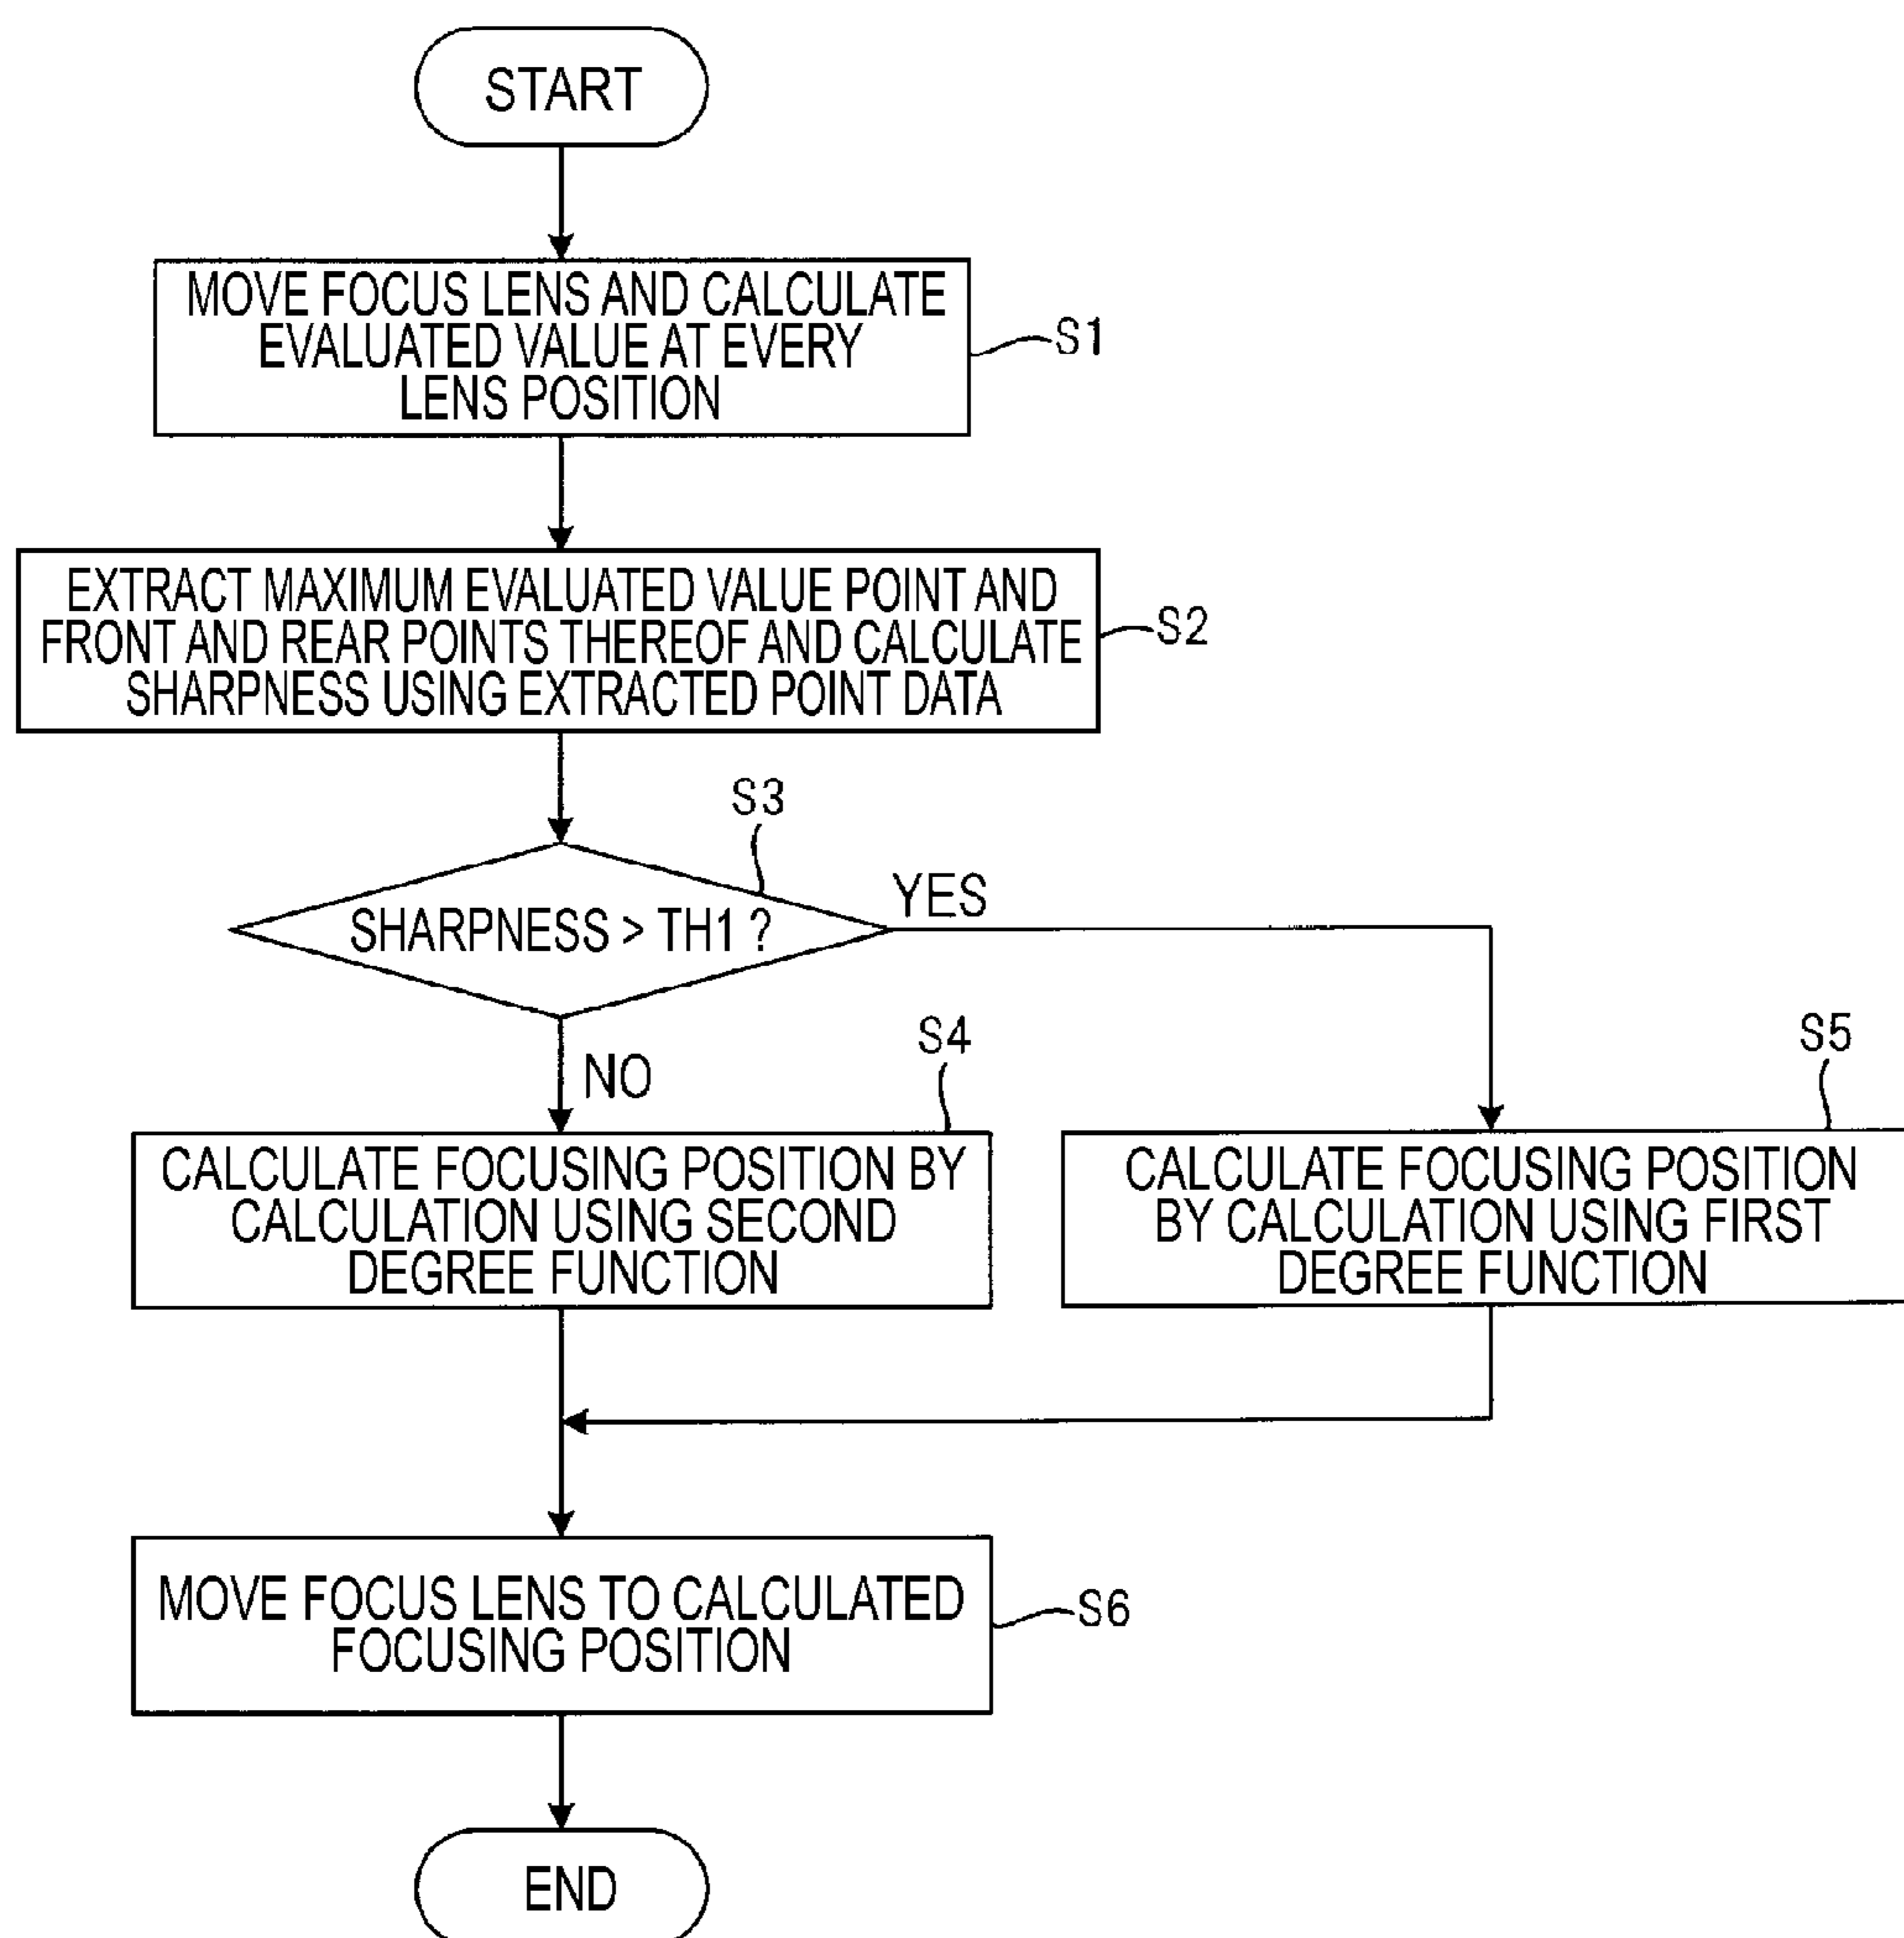 START
MOVE FOCUS LENS AND CALCULATE
EVALUATED VALUE AT EVERY
LENS POSITION
S1
EXTRACT MAXIMUM EVALUATED VALUE POINT AND
FRONT AND REAR POINTS THEREOF AND CALCULATE
SHARPNESS USING EXTRACTED POINT DATA
S2
S3
SHARPNESS > TH1 ?
YES
NO
S4
CALCULATE FOCUSING POSITION BY
CALCULATION USING SECOND
DEGREE FUNCTION
S5
CALCULATE FOCUSING POSITION
BY CALCULATION USING FIRST
DEGREE FUNCTION
MOVE FOCUS LENS TO CALCULATED
FOCUSING POSITION
S6
END